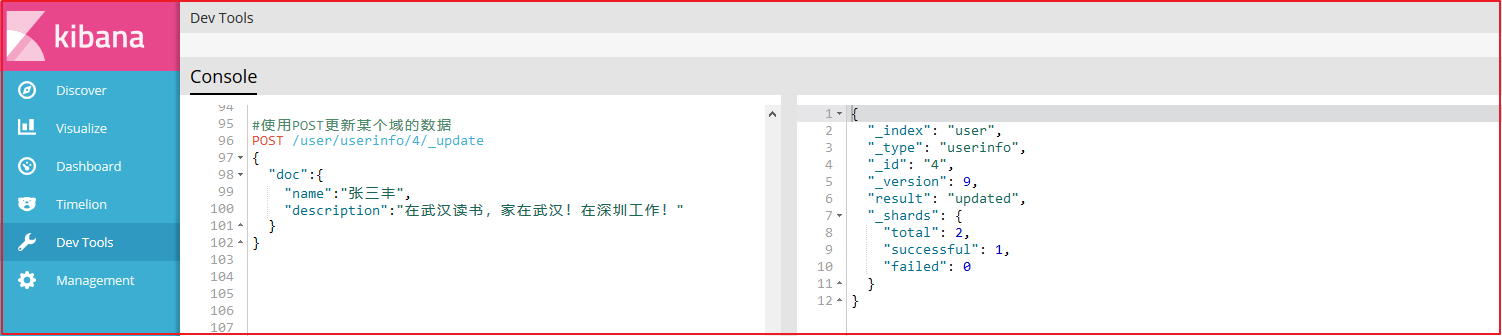 kibana
Discover
Visualize
Dashboard
Timelion
Dev Tools
Management
Dev Tools
Console
94
95 #使用POST更新某个域的数据
96 POST /user/userinfo/4/_update
97 {
98 "doc":{
99 "name":"张三丰",
100 "description":"在武汉读书，家在武汉！在深圳工作！"
101 }
102 }
103
104
105
106
107
1 {
2 "_index": "user",
3 "_type": "userinfo",
4 "_id": "4",
5 "_version": 9,
6 "result": "updated",
7 "_shards": {
8 "total": 2,
9 "successful": 1,
10 "failed": 0
11 }
12 }